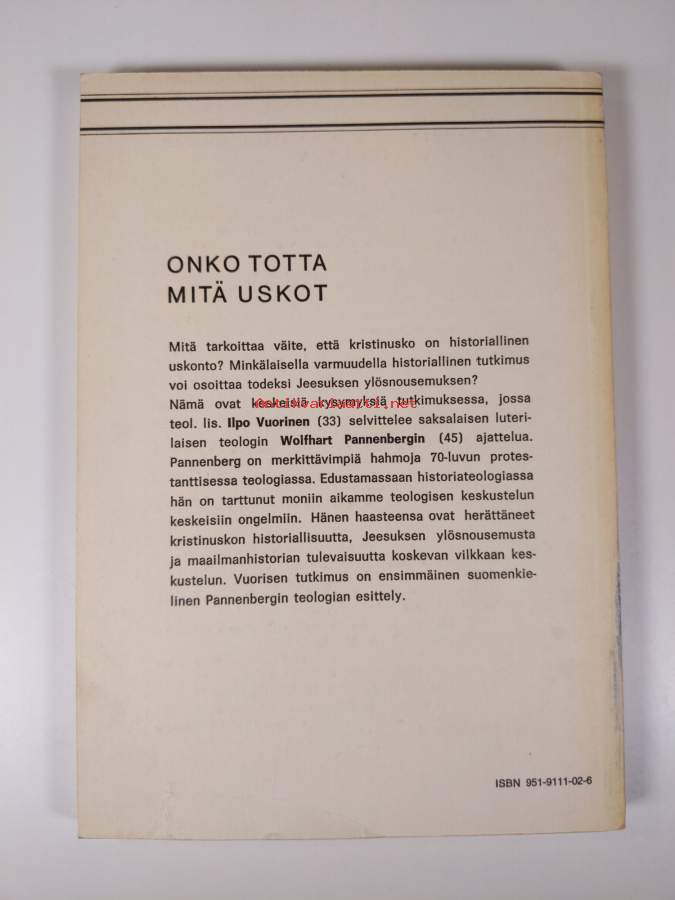 ONKO TOTTA
MITÄ USKOT
Mitä tarkoittaa väite, että kristinusko on historiallinen
uskonto? Minkälaisella varmuudella historiallinen tutkimus
voi osoittaa todeksi Jeesuksen ylösnousemuksen?
Nämä ovat keskeisiä kysymyksiä tutkimuksessa, jossa
Antikvariaatti.net
teol. lis. Ilpo Vuorinen (33) selvittelee saksalaisen luteri-
laisen teologin Wolfhart Pannenbergin (45) ajattelua.
Pannenberg on merkittävimpiä hahmoja 70-luvun protes-
tanttisessa teologiassa. Edustamassaan historiateologiassa
hän on tarttunut moniin aikamme teologisen keskustelun
keskeisiin ongelmiin. Hänen haasteensa ovat herättäneet
kristinuskon historiallisuutta, Jeesuksen ylösnousemusta
ja maailmanhistorian tulevaisuutta koskevan vilkkaan kes-
kustelun. Vuorisen tutkimus on ensimmäinen suomenkie-
linen Pannenbergin teologian esittely.
ISBN 951-9111-02-6